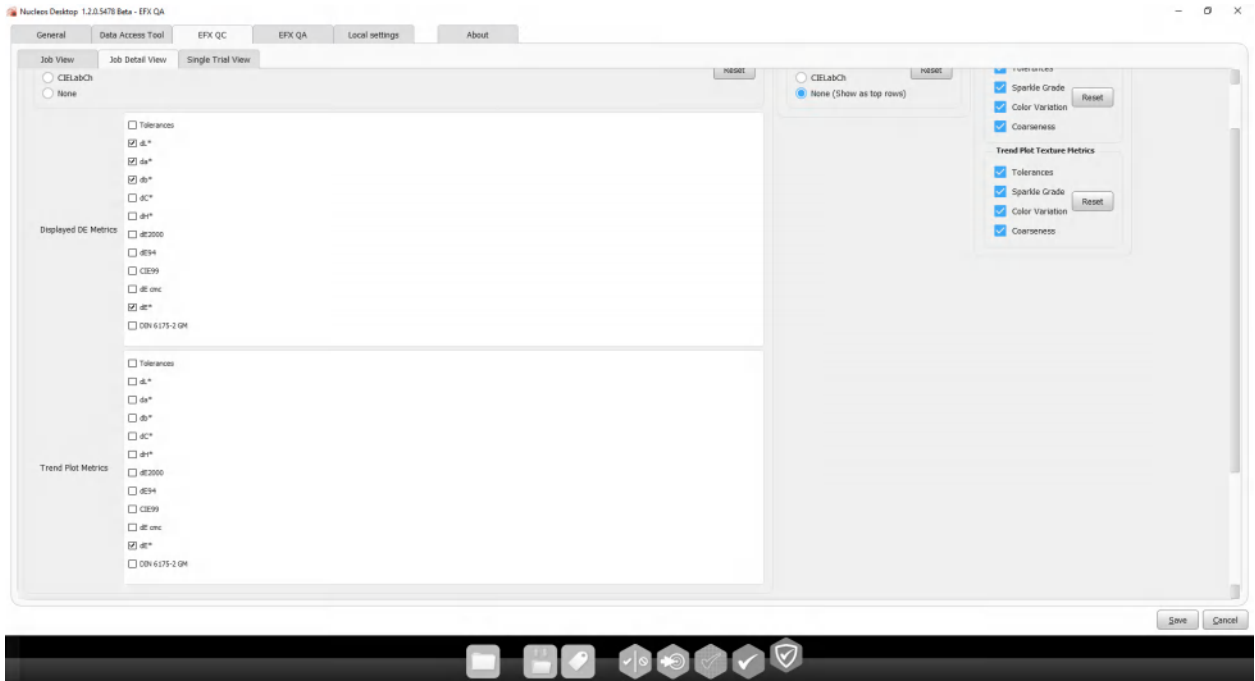 Nucleos Desktop 1.2.0.5478 Beta - EFX QA
General
Data Access Tool
EFX QC
EFX QA
Local settings
About
Job View
Job Detail View
Single Trial View
CIELabCh
None
Reset
CIELabCh
None (Show as top rows)
Reset
Tolerances
Sparkle Grade
Color Variation
Coarseness
Reset
Trend Plot Texture Metrics
Tolerances
Sparkle Grade
Color Variation
Coarseness
Reset
Displayed DE Metrics
Tolerances
dL*
da*
db*
dC*
dH*
dE2000
dE94
CIE99
dE cmc
dE*
DIN 6175-2 GM
Trend Plot Metrics
Tolerances
dL*
da*
db*
dC*
dH*
dE2000
dE94
CIE99
dE cmc
dE*
DIN 6175-2 GM
Save
Cancel